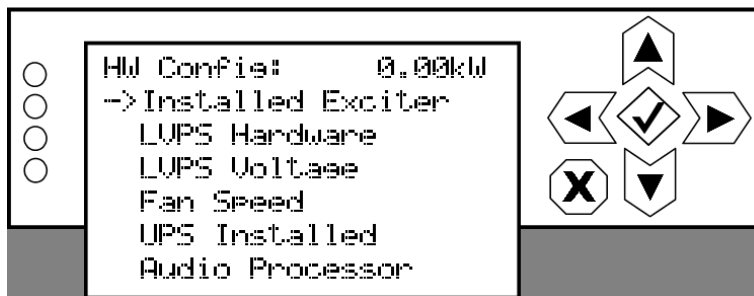 HW Config: 0.00kW
->Installed Exciter
LVPS Hardware
LVPS Voltage
Fan Speed
UPS Installed
Audio Processor
X